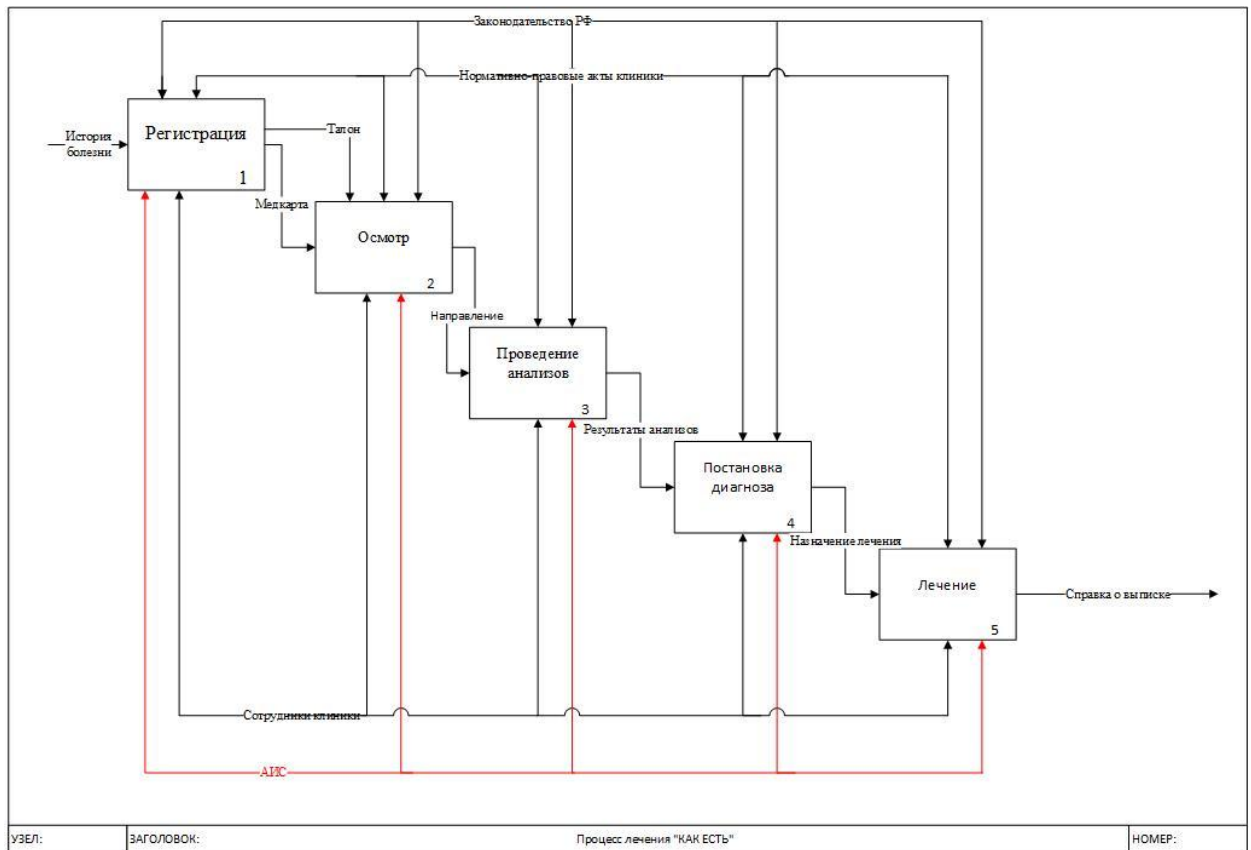 Законодательство РФ
Нормативно-правовые акты клиники
История
болезни
Регистрация
1
Талон
Медкарта
Осмотр
2
Направление
Проведение
анализов
3
Результаты анализов
Постановка
диагноза
4
Назначение лечения
Лечение
5
Справка о выписке
Сотрудники клиники
АИС
УЗЕЛ:
ЗАГОЛОВОК:
Процесс лечения "КАК ЕСТЬ"
НОМЕР: